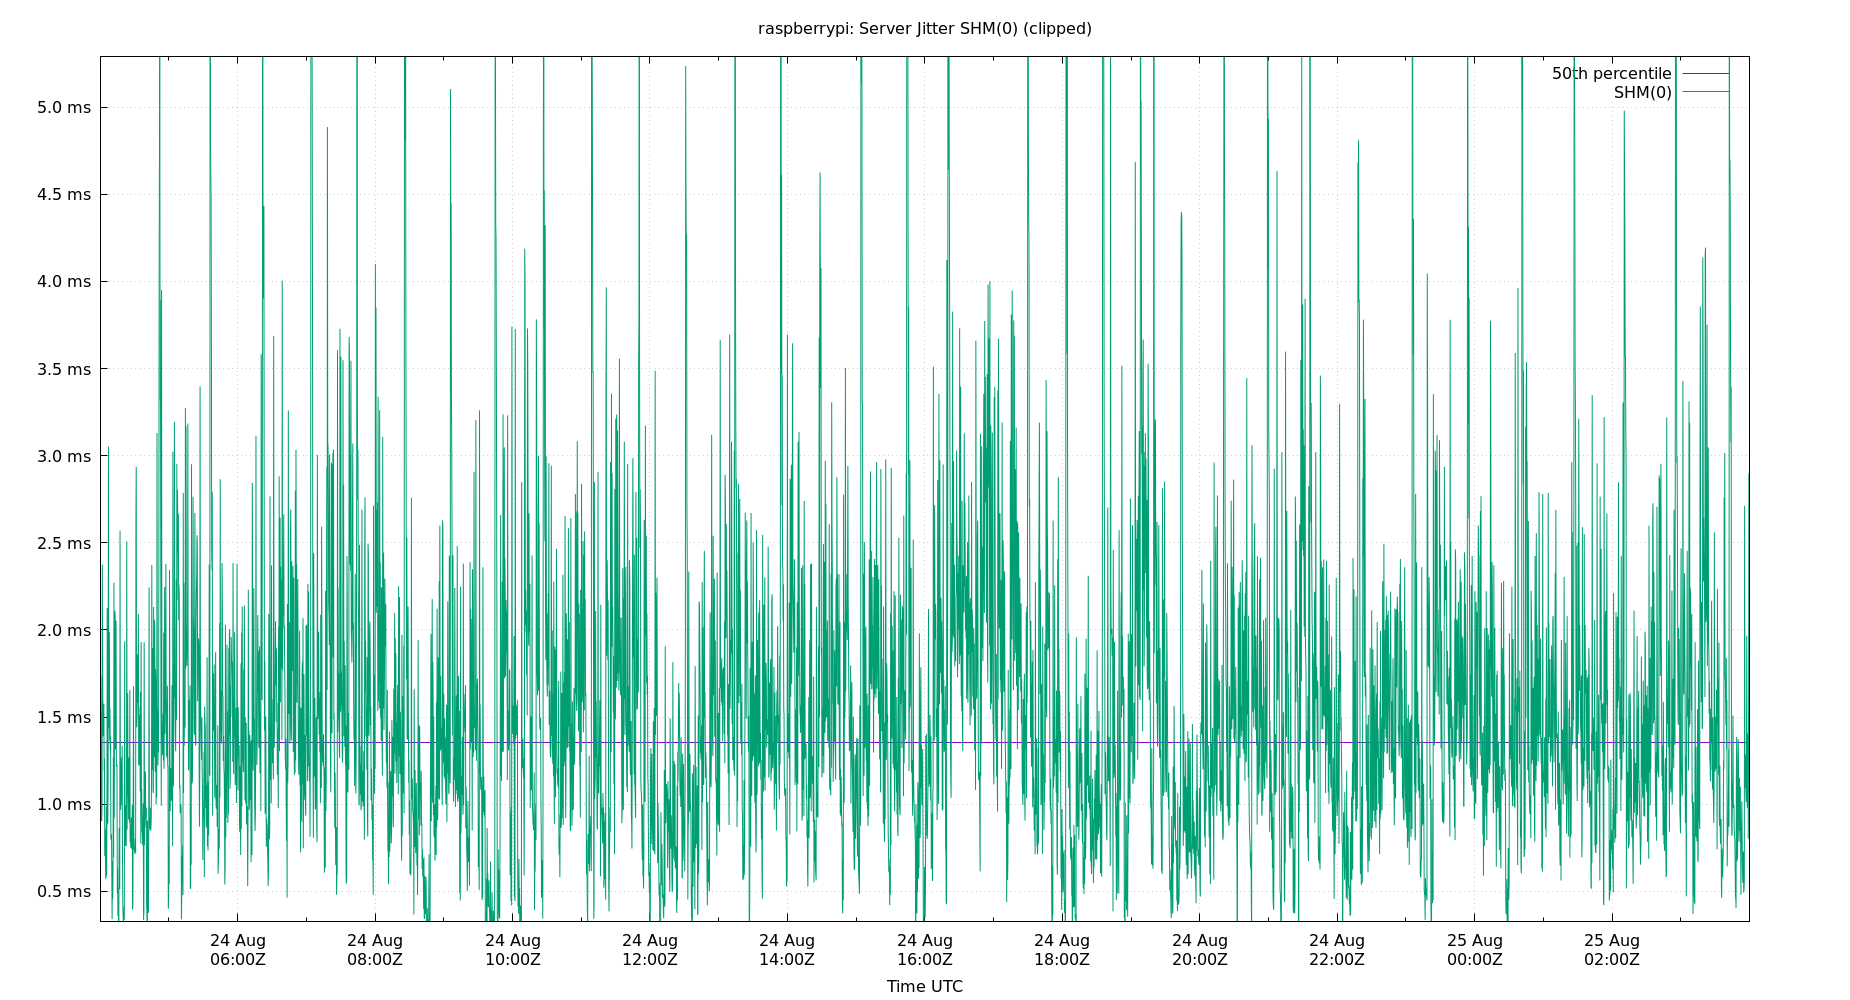 raspberrypi: Server Jitter SHM(0) (clipped)
50th percentile
SHM(0)
5.0 ms
4.5 ms
4.0 ms
3.5 ms
3.0 ms
2.5 ms
2.0 ms
1.5 ms
1.0 ms
0.5 ms
24 Aug 24 Aug 24 Aug 24 Aug 24 Aug 24 Aug 24 Aug 24 Aug 24 Aug 25 Aug 25 Aug
06:00Z 08:00Z 10:00Z 12:00Z 14:00Z 16:00Z 18:00Z 20:00Z 22:00Z 00:00Z 02:00Z
Time UTC